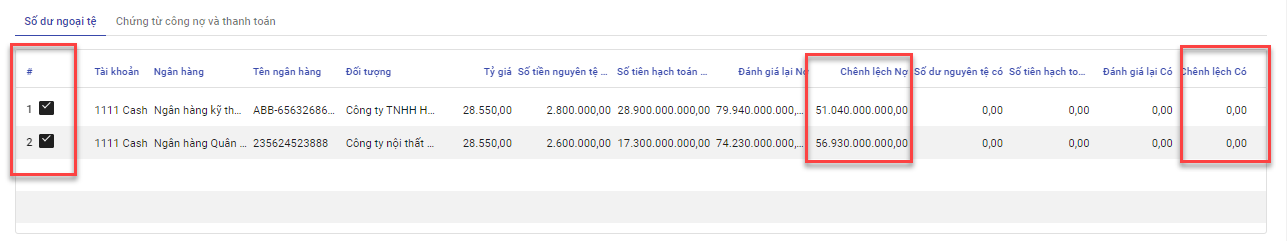 Số dư ngoại tệ Chứng từ công nợ và thanh toán
# Tài khoản Ngân hàng Tên ngân hàng Đối tượng Tỷ giá Số tiền nguyên tệ ... Số tiên hạch toán ... Đánh giá lại Nợ Chênh lệch Nợ Số dư nguyên tệ có Số tiên hạch to... Đánh giá lại Có Chênh lệch Có
1 1111 Cash Ngân hàng kỹ th... ABB-65632686... Công ty TNHH H... 28.550,00 2.800.000,00 28.900.000.000,00 79.940.000.000,... 51.040.000.000,00 0,00 0,00 0,00 0,00
2 1111 Cash Ngân hàng Quân ... 235624523888 Công ty nội thất ... 28.550,00 2.600.000,00 17.300.000.000,00 74.230.000.000,... 56.930.000.000,00 0,00 0,00 0,00 0,00